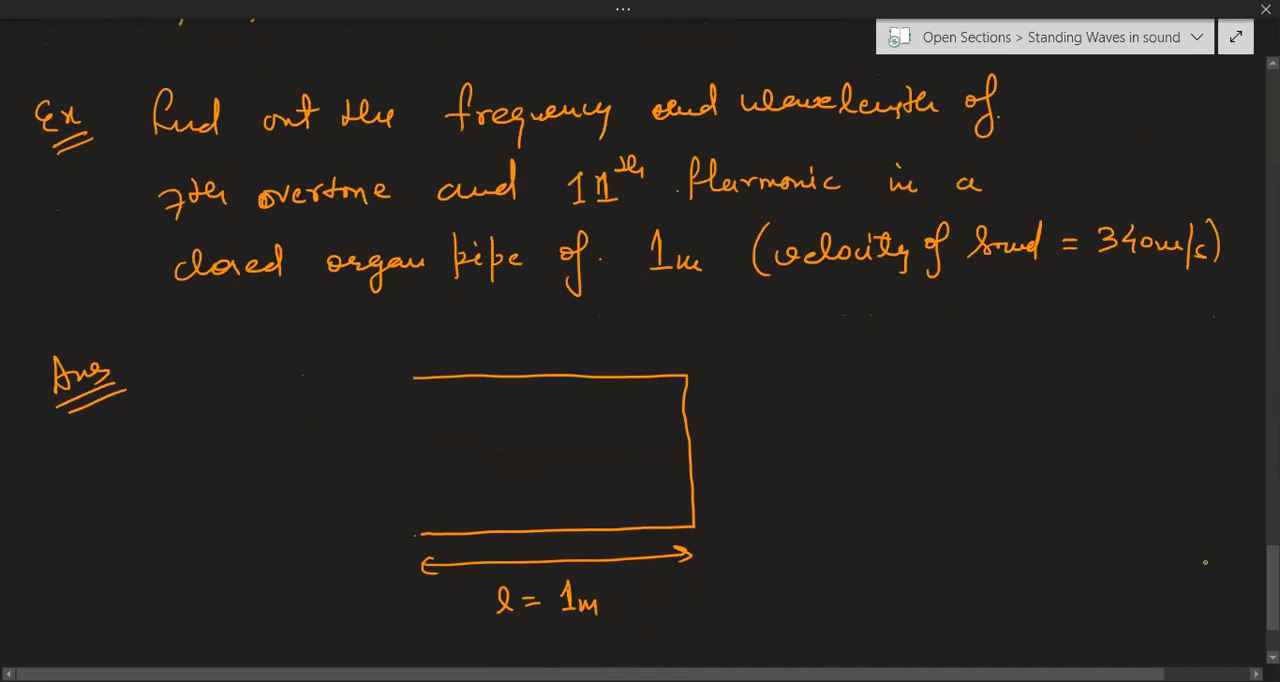 Open Sections > Standing Waves in sound
Ex Find out the frequency and wavelength of
7th overtone and 11th Harmonic in a
closed organ pipe of 1m (velocity of sound = 340m/s)
Ans
l = 1m